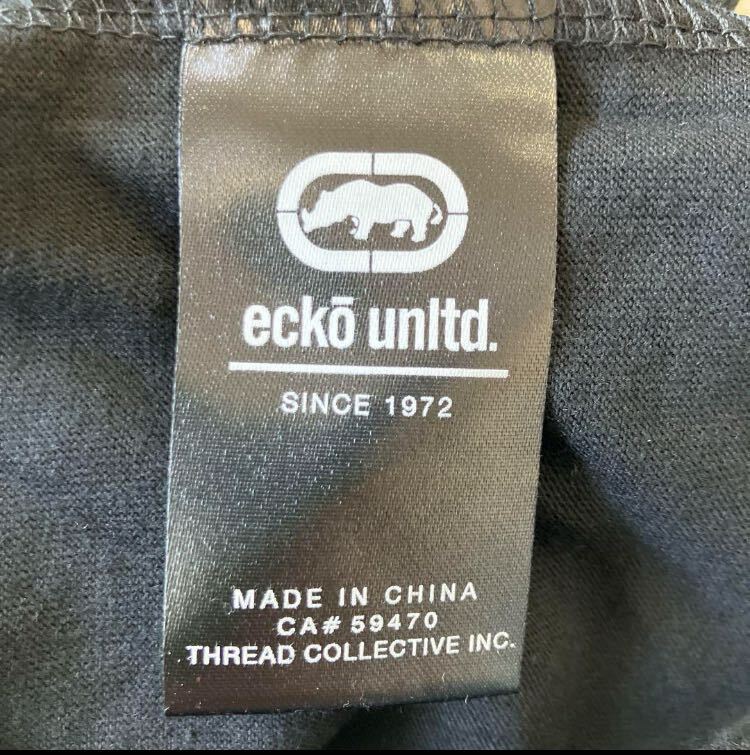 eckō unltd.
SINCE 1972
MADE IN CHINA
CA# 59470
THREAD COLLECTIVE INC.